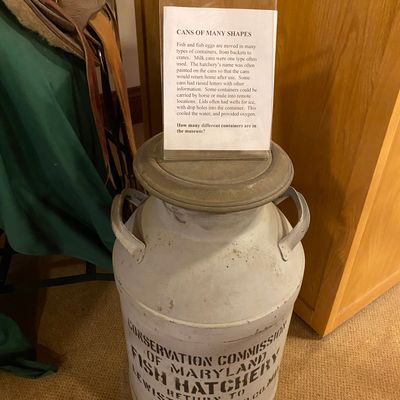 CANS OF MANY SHAPES
Fish and fish eggs are moved in many
types of containers, from buckets to
crates. Milk cans were one type often
used. The hatchery's name was often
painted on the cans so that the cans
would return home after use. Some
cans had raised letters with other
information. Some containers could be
carried by horse or mule into remote
locations. Lids often had wells for ice,
with drip holes into the container. This
cooled the water, and provided oxygen.
How many different containers are in
the museum?
CONSERVATION COMMISSION
OF MARYLAND
FISH HATCHERY
RETURN TO